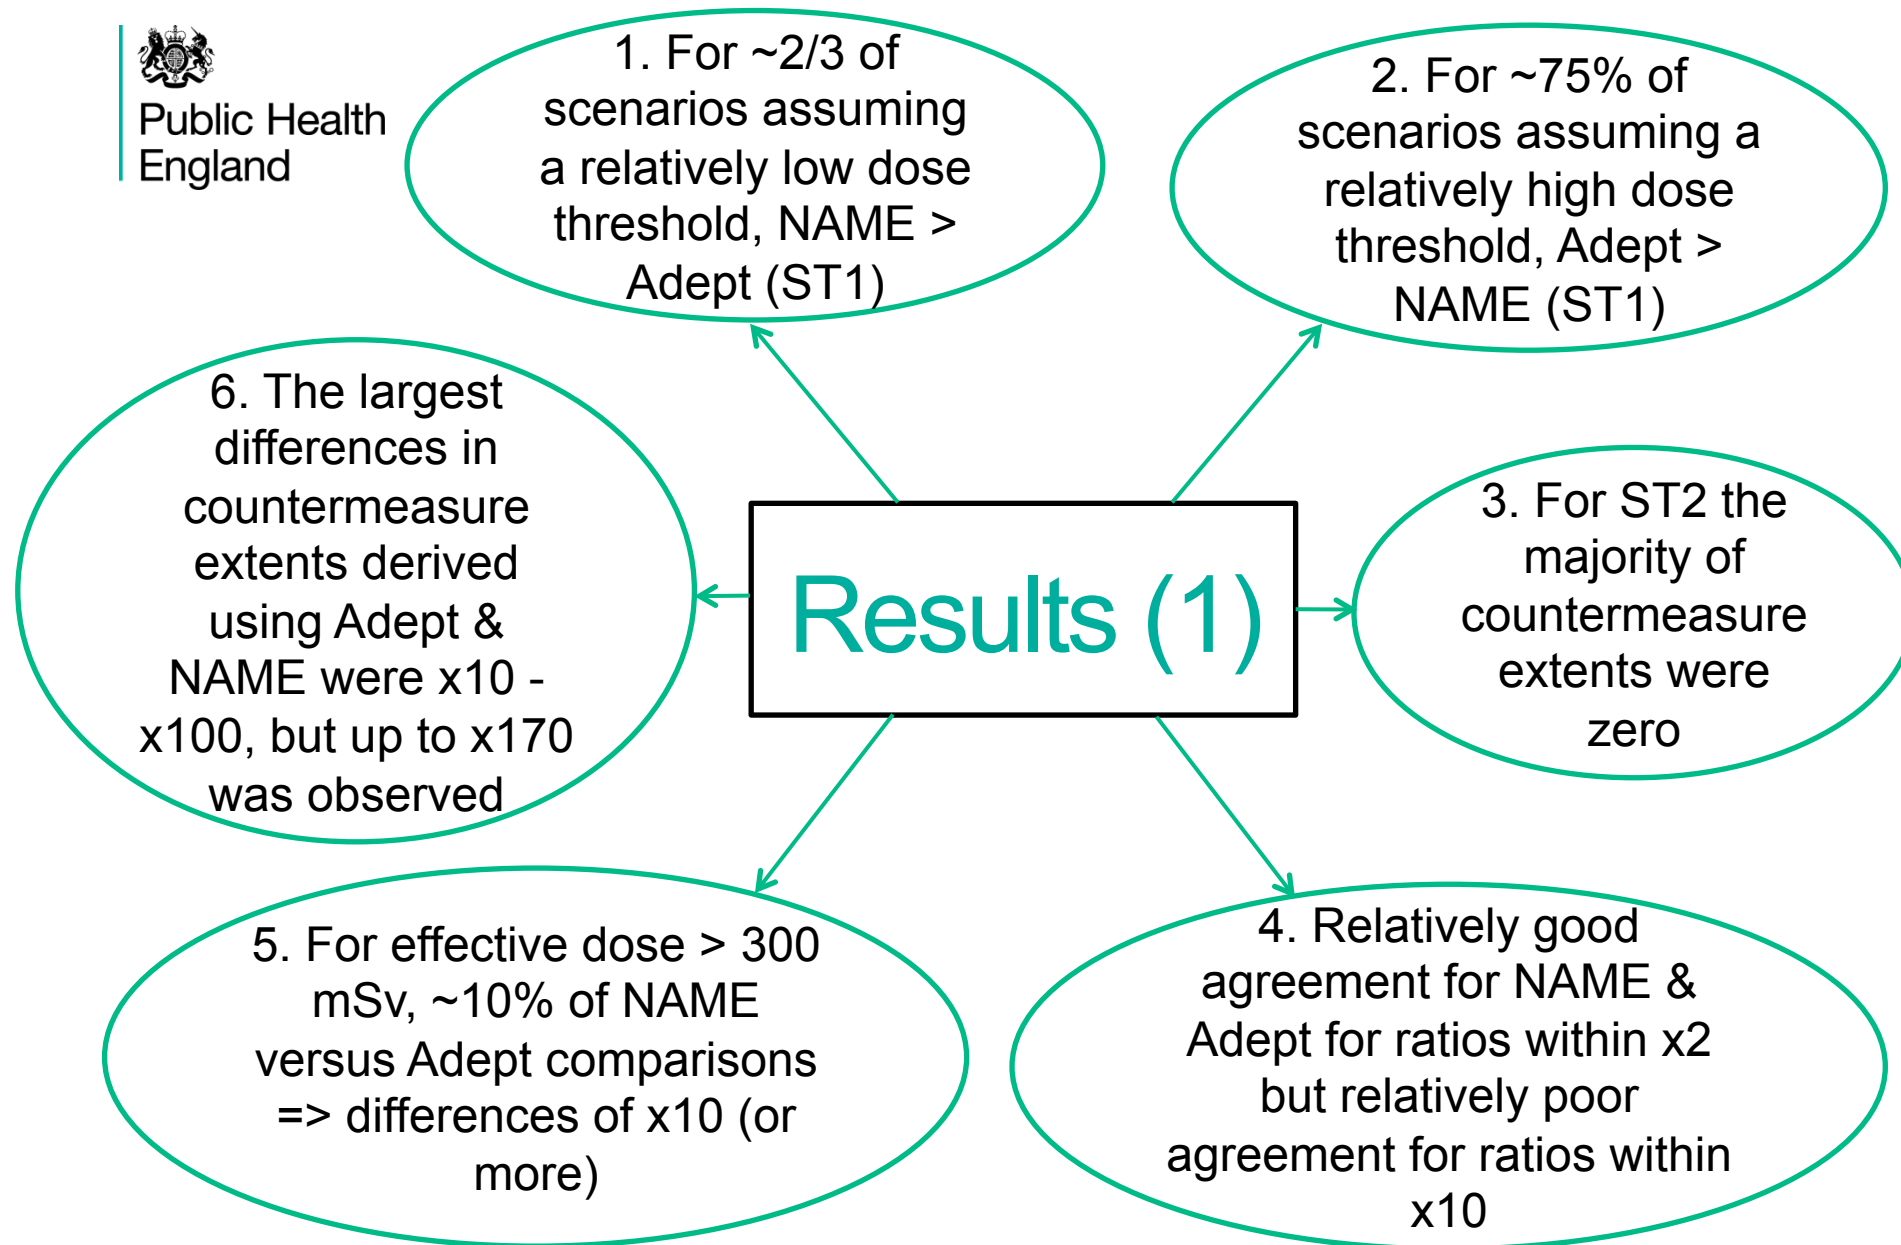 Public Health
England
1. For ~2/3 of
scenarios assuming
a relatively low dose
threshold, NAME >
Adept (ST1)
2. For ~75% of
scenarios assuming a
relatively high dose
threshold, Adept >
NAME (ST1)
6. The largest
differences in
countermeasure
extents derived
using Adept &
NAME were x10 -
x100, but up to x170
was observed
Results (1)
3. For ST2 the
majority of
countermeasure
extents were
zero
5. For effective dose > 300
mSv, ~10% of NAME
versus Adept comparisons
=> differences of x10 (or
more)
4. Relatively good
agreement for NAME &
Adept for ratios within x2
but relatively poor
agreement for ratios within
x10